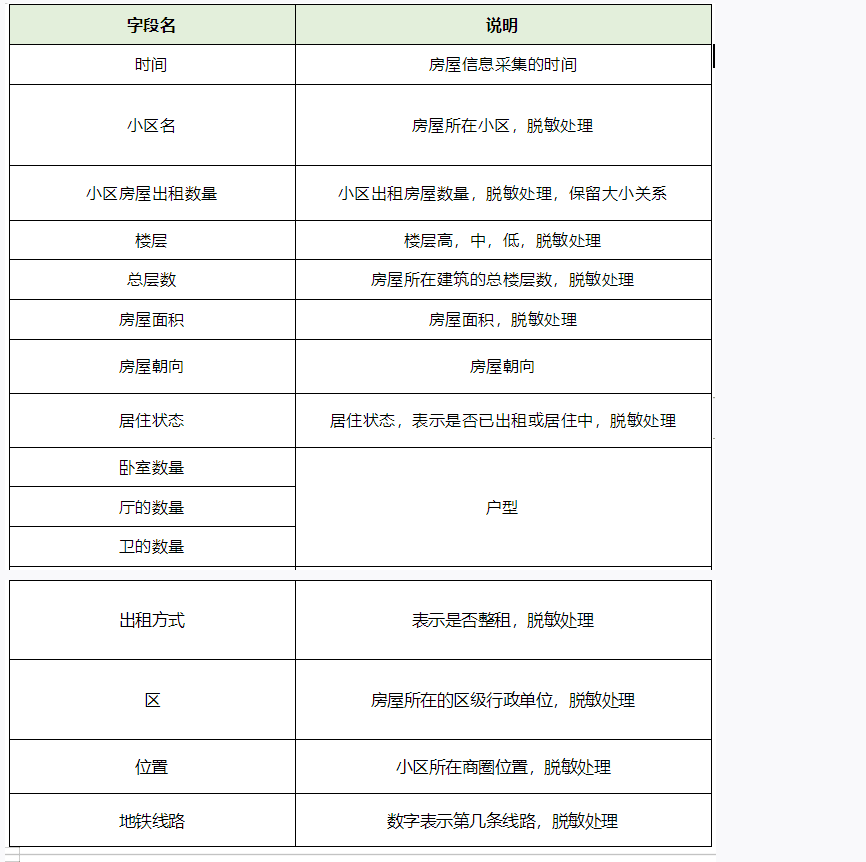 字段名 说明
时间 房屋信息采集的时间
小区名 房屋所在小区，脱敏处理
小区房屋出租数量 小区出租房屋数量，脱敏处理，保留大小关系
楼层 楼层高，中，低，脱敏处理
总层数 房屋所在建筑的总楼层数，脱敏处理
房屋面积 房屋面积，脱敏处理
房屋朝向 房屋朝向
居住状态 居住状态，表示是否已出租或居住中，脱敏处理
卧室数量
厅的数量 户型
卫的数量
出租方式 表示是否整租，脱敏处理
区 房屋所在的区级行政单位，脱敏处理
位置 小区所在商圈位置，脱敏处理
地铁线路 数字表示第几条线路，脱敏处理